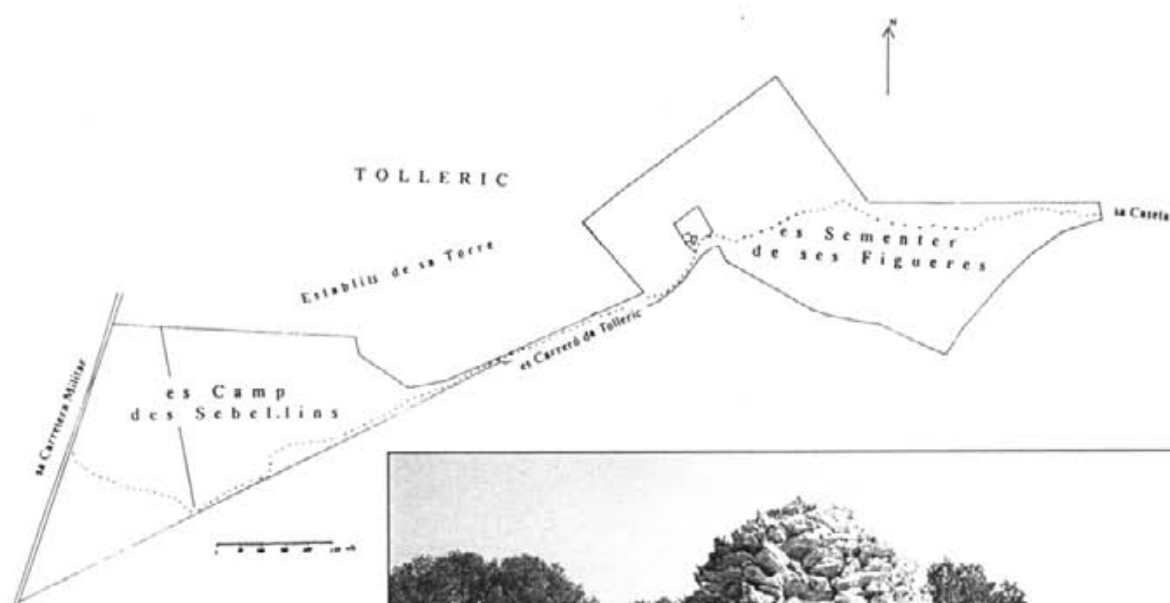 N
TOLLERIC
sa Caseta
es Sementer
de ses Figueres
Establits de sa Torre
es Carreró de Tolleric
sa Carretera Militar
es Camp
des Sebel.lins